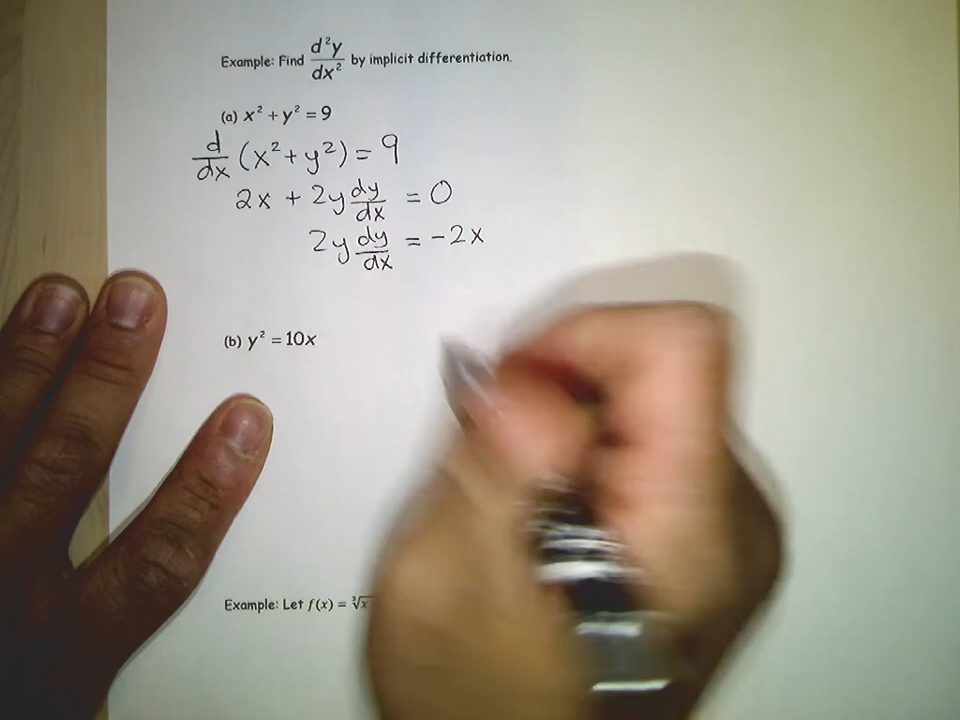 Example: Find d²y/dx² by implicit differentiation.
(a) x² + y² = 9
d/dx (x² + y²) = 9
2x + 2y dy/dx = 0
2y dy/dx = -2x
(b) y² = 10x
Example: Let f(x) = ∛x